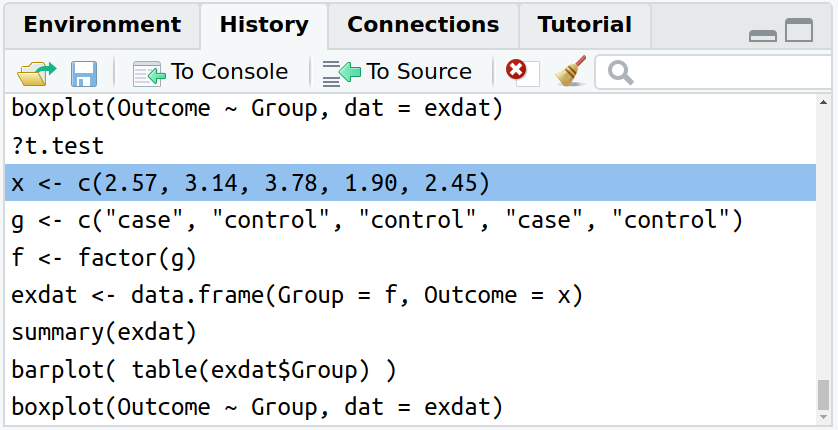 Environment History Connections Tutorial
To Console To Source
boxplot(Outcome ~ Group, dat = exdat)
?t.test
x <- c(2.57, 3.14, 3.78, 1.90, 2.45)
g <- c("case", "control", "control", "case", "control")
f <- factor(g)
exdat <- data.frame(Group = f, Outcome = x)
summary(exdat)
barplot( table(exdat$Group) )
boxplot(Outcome ~ Group, dat = exdat)